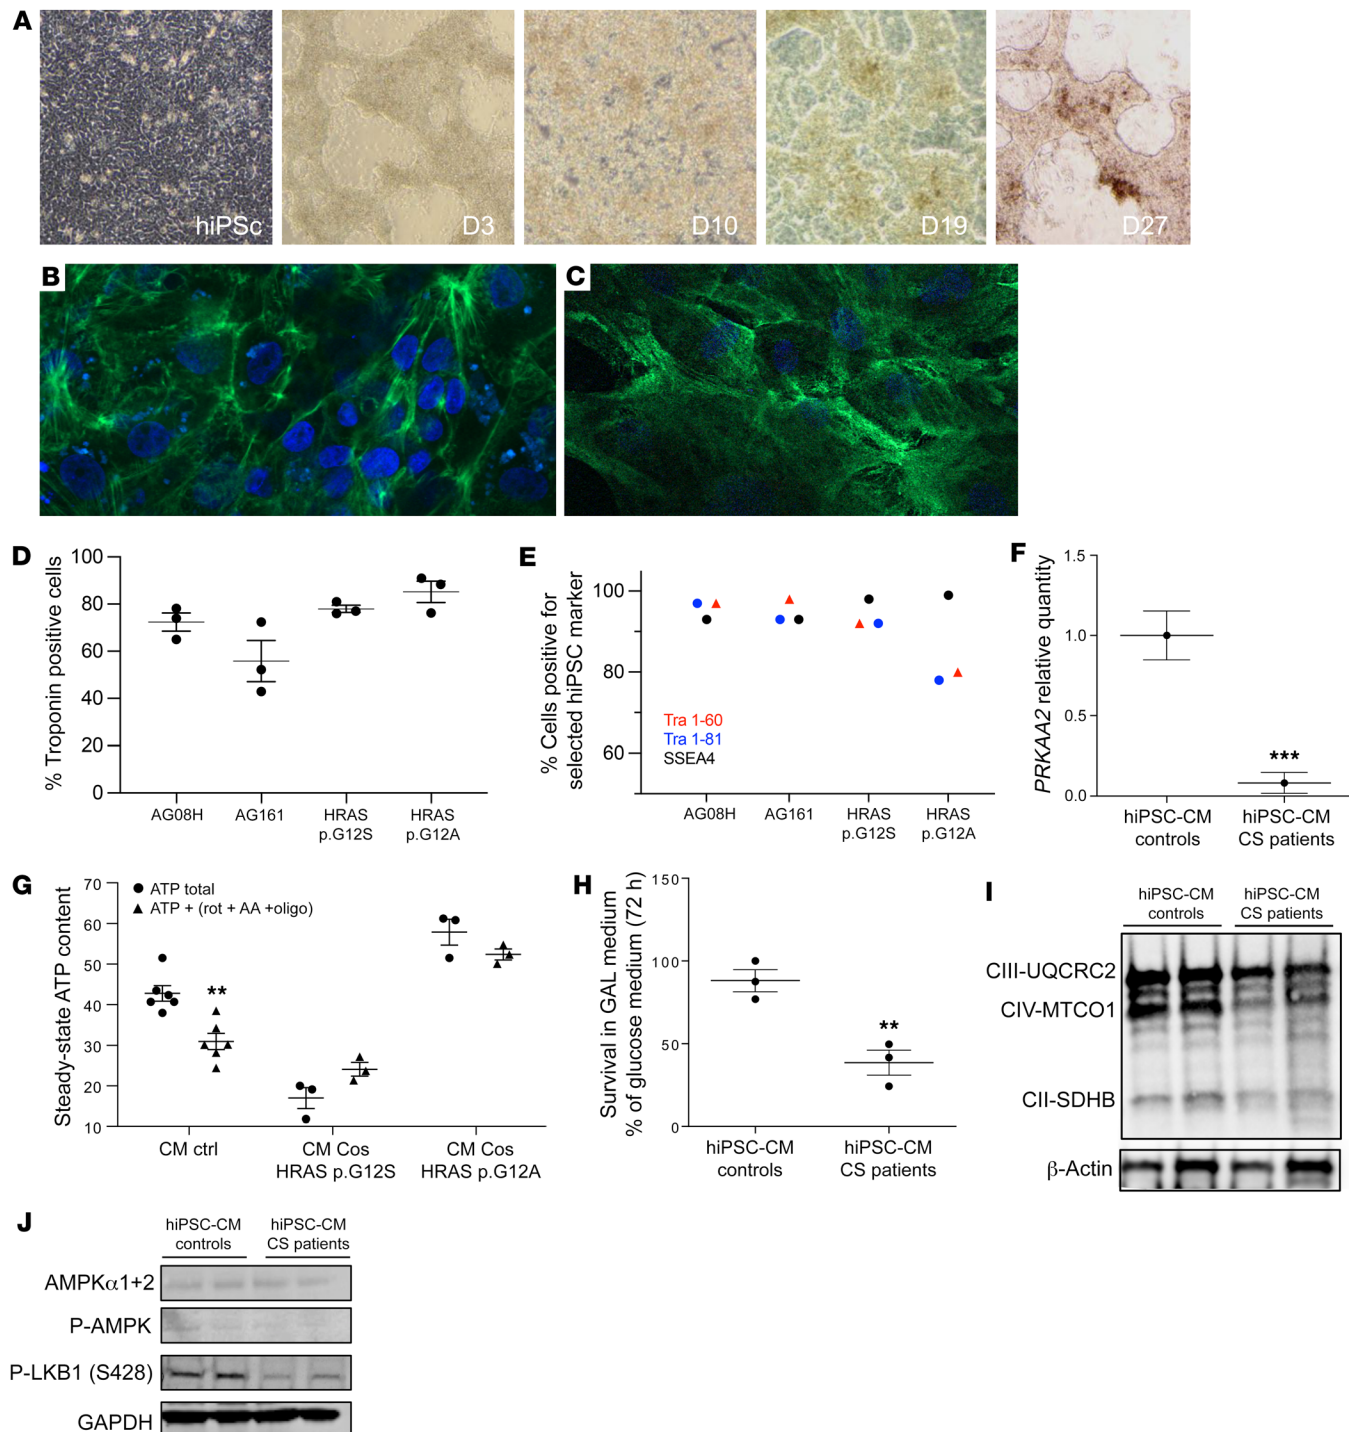 A
hiPSc
D3
D10
D19
D27
B
C
D
% Troponin positive cells
100
80
60
40
20
0
AG08H
AG161
HRAS
p.G12S
HRAS
p.G12A
E
% Cells positive for
selected hiPSC marker
100
80
60
Tra 1-60
Tra 1-81
SSEA4
AG08H
AG161
HRAS
p.G12S
HRAS
p.G12A
F
PRKAA2 relative quantity
1.5
1.0
0.5
0.0
***
hiPSC-CM
controls
hiPSC-CM
CS patients
G
Steady-state ATP content
70
60
50
40
30
20
10
ATP total
ATP + (rot + AA +oligo)
**
CM ctrl
CM Cos
HRAS p.G12S
CM Cos
HRAS p.G12A
H
Survival in GAL medium
% of glucose medium (72 h)
150
100
50
0
**
hiPSC-CM
controls
hiPSC-CM
CS patients
I
hiPSC-CM
controls
hiPSC-CM
CS patients
CIII-UQCRC2
CIV-MTCO1
CII-SDHB
β-Actin
J
hiPSC-CM
controls
hiPSC-CM
CS patients
AMPKα1+2
P-AMPK
P-LKB1 (S428)
GAPDH